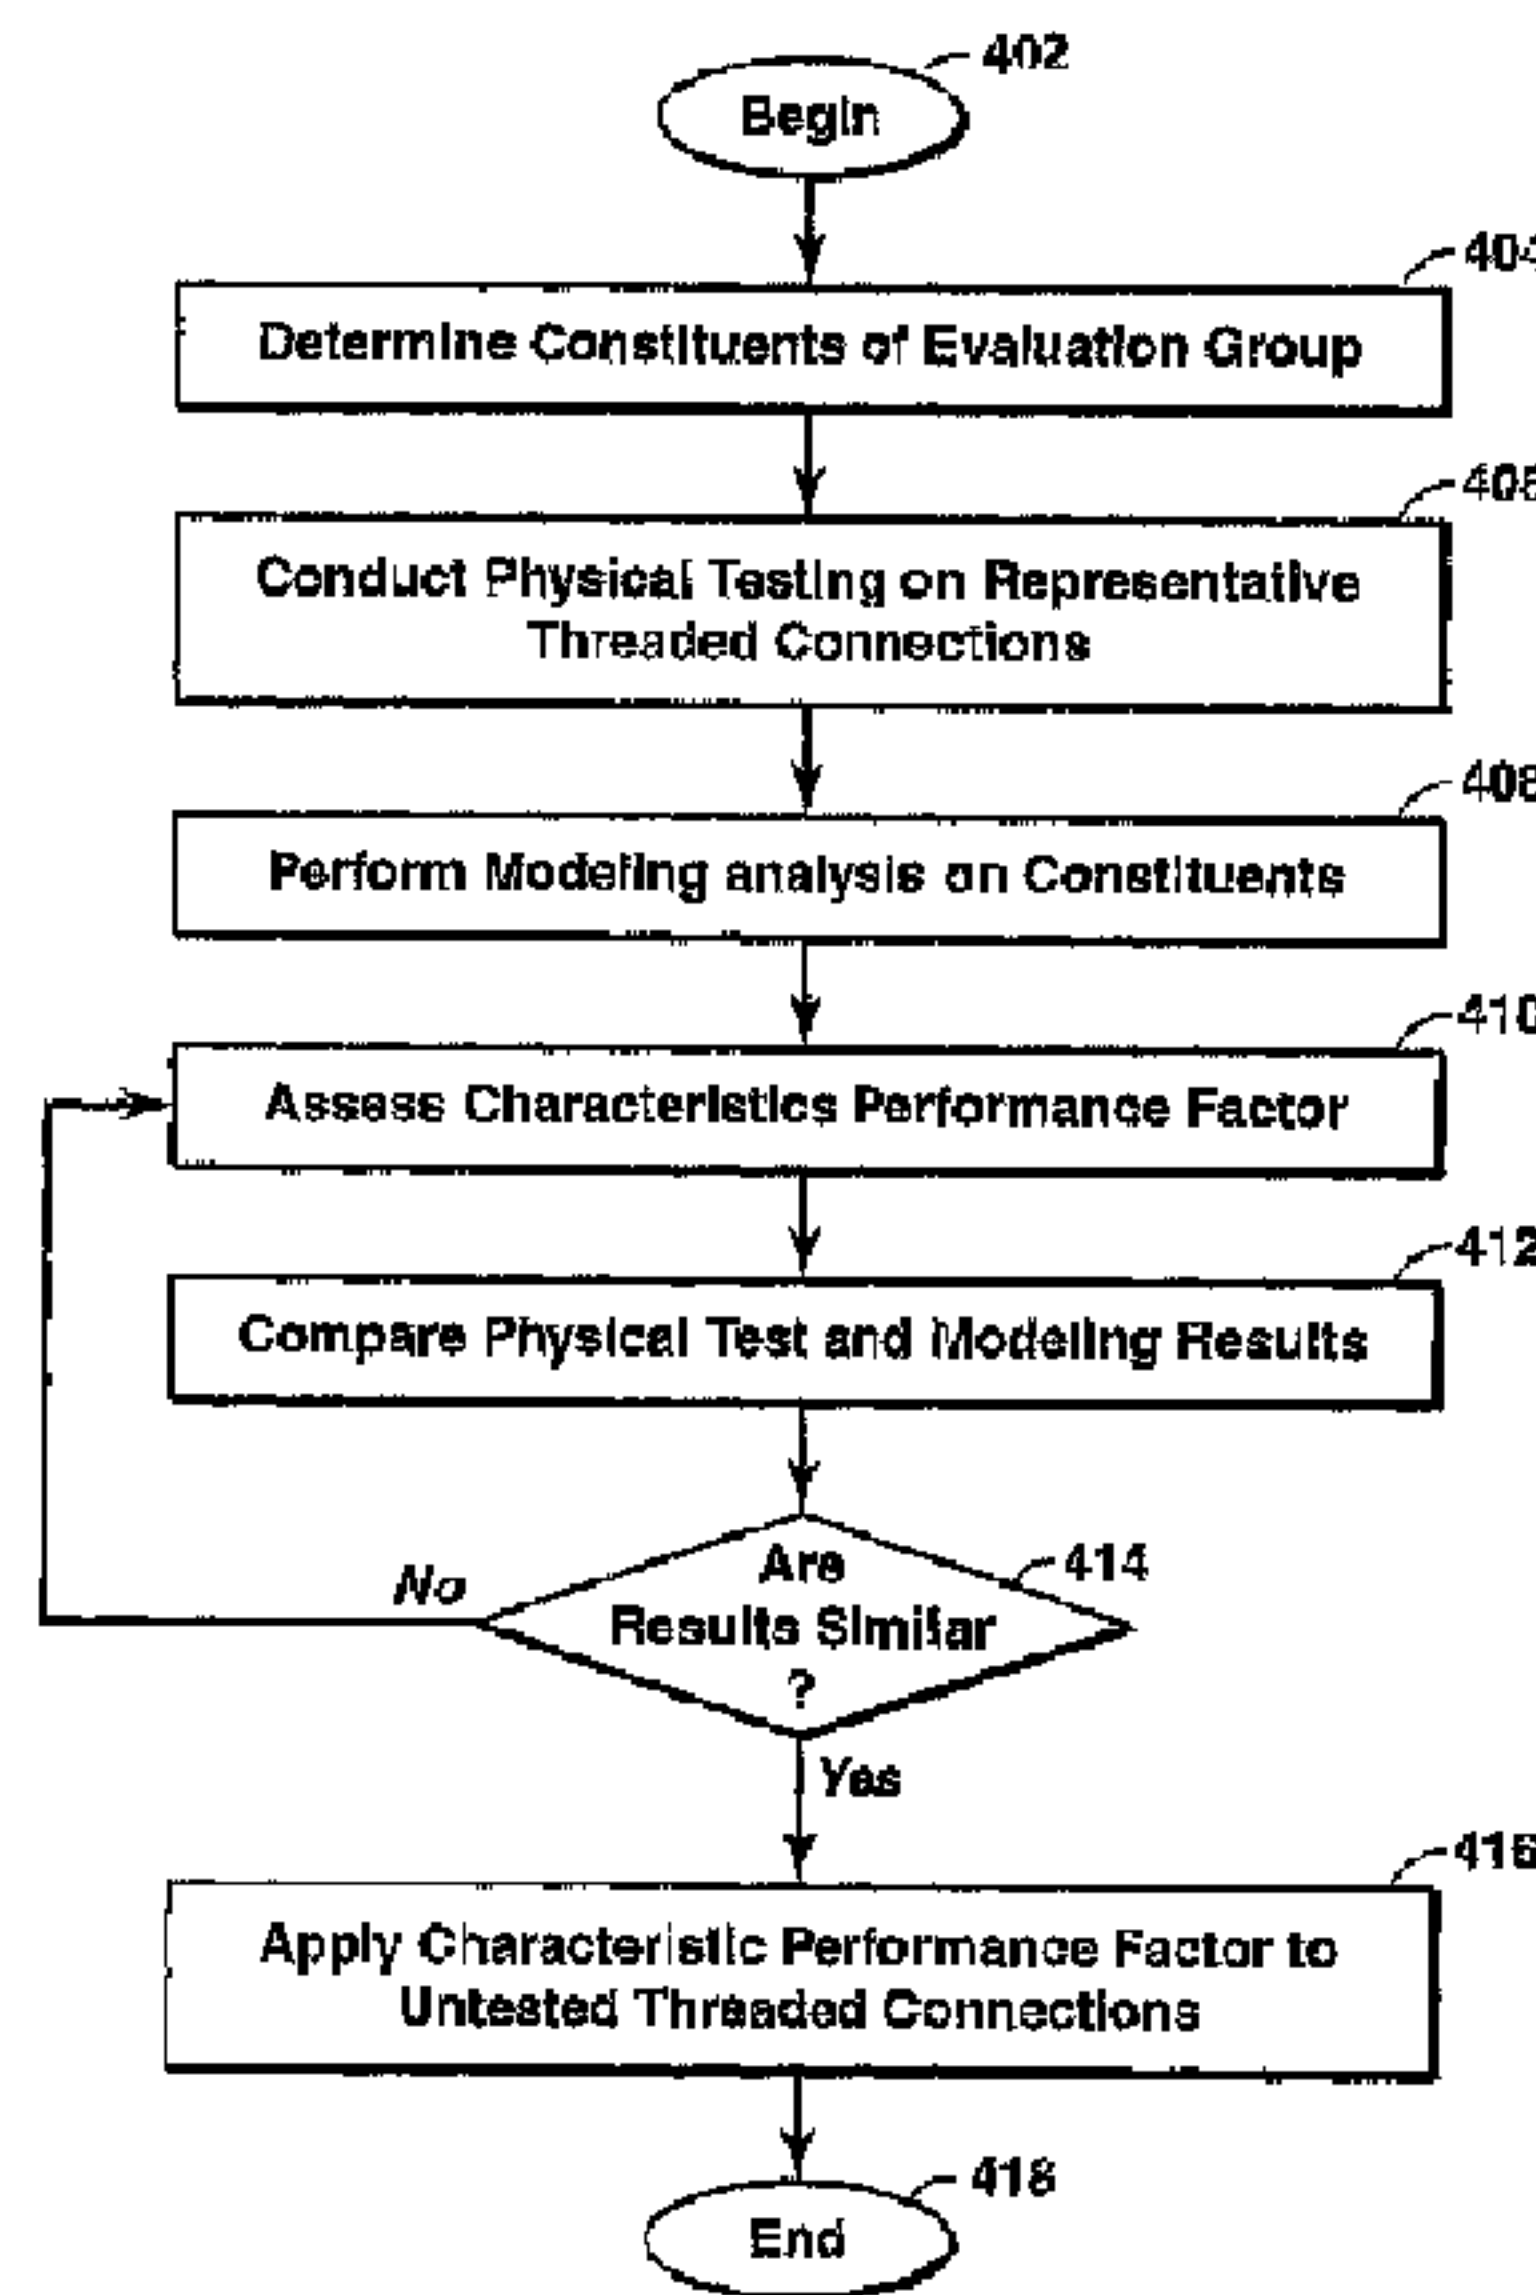 402
Begin
Determine Constituents of Evaluation Group
Conduct Physical Testing on Representative
Threaded Connections
408
Perform Modeling analysis on Constituents
410
Assess Characteristics Performance Factor
412
Compare Physical Test and Modeling Results
414
Are
Results Similar
?
No
Yes
416
Apply Characteristic Performance Factor to
Untested Threaded Connections
418
End